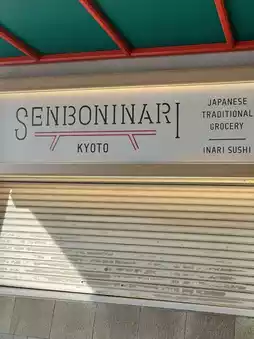 SENBONINARI
KYOTO
JAPANESE
TRADITIONAL
GROCERY
INARI SUSHI